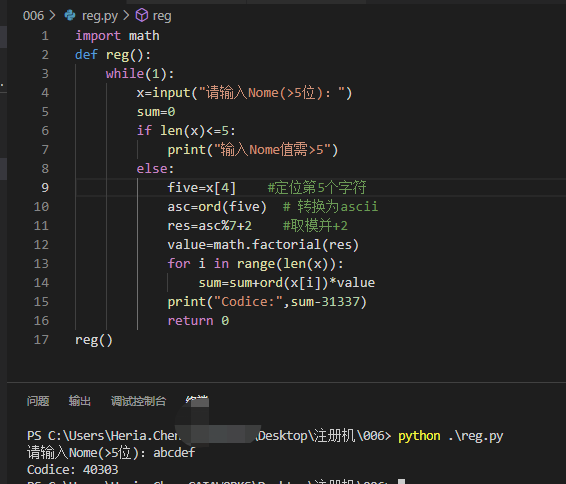 006 > reg.py > reg
1 import math
2 def reg():
3 while(1):
4 x=input("请输入Nome(>5位): ")
5 sum=0
6 if len(x)<=5:
7 print("输入Nome值需>5")
8 else:
9 five=x[4] #定位第5个字符
10 asc=ord(five) # 转换为ascii
11 res=asc%7+2 #取模并+2
12 value=math.factorial(res)
13 for i in range(len(x)):
14 sum=sum+ord(x[i])*value
15 print("Codice:",sum-31337)
16 return 0
17 reg()
问题 输出 调试控制台 终端
PS C:\Users\Heria.Chen \Desktop\注册机\006> python .\reg.py
请输入Nome(>5位): abcdef
Codice: 40303